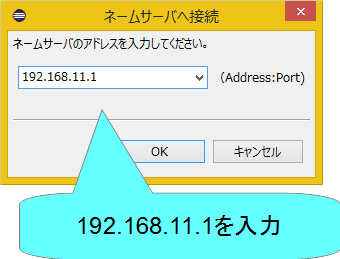 ネームサーバへ接続
ネームサーバのアドレスを入力してください。
192.168.11.1 (Address:Port)
OK キャンセル
192.168.11.1を入力